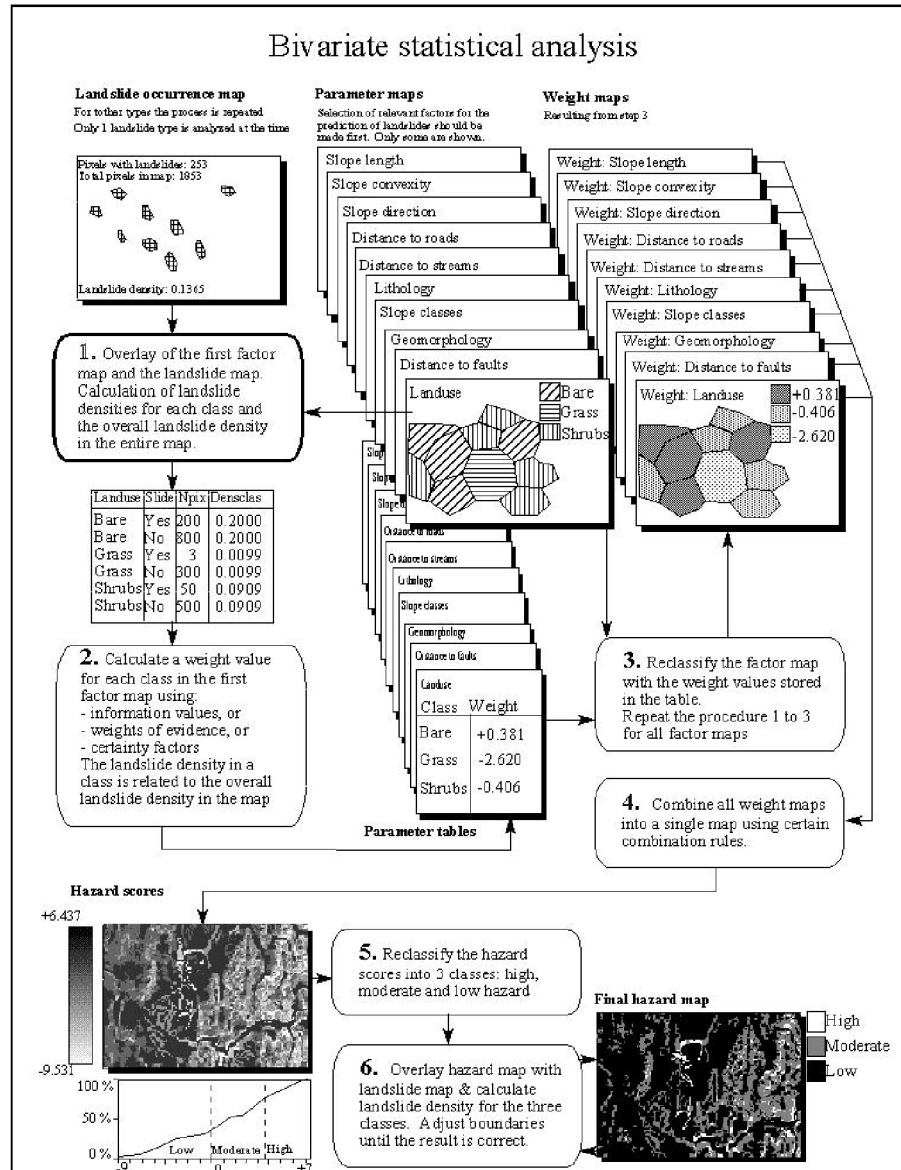 Bivariate statistical analysis
Landslide occurrence map
For tother types the process is repeated
Only 1 landslide type is analyzed at the time
Pixels with landslides: 253
Total pixels in map: 1853
Landslide density: 0.1365
Parameter maps
Selection of relevant factors for the
prediction of landslides should be
made first. Only some are shown.
Slope length
Slope convexity
Slope direction
Distance to roads
Distance to streams
Lithology
Slope classes
Geomorphology
Distance to faults
Landuse
Bare
Grass
Shrubs
Weight maps
Resulting from step 3
Weight: Slope length
Weight: Slope convexity
Weight: Slope direction
Weight: Distance to roads
Weight: Distance to streams
Weight: Lithology
Weight: Slope classes
Weight: Geomorphology
Weight: Distance to faults
Weight: Landuse
+0.381
-0.406
-2.620
1. Overlay of the first factor
map and the landslide map.
Calculation of landslide
densities for each class and
the overall landslide density
in the entire map.
Landuse Slide Npix Densclas
Bare Yes 200 0.2000
Bare No 800 0.2000
Grass Yes 3 0.0099
Grass No 300 0.0099
Shrubs Yes 50 0.0909
Shrubs No 500 0.0909
2. Calculate a weight value
for each class in the first
factor map using:
- information values, or
- weights of evidence, or
- certainty factors
The landslide density in a
class is related to the overall
landslide density in the map
Distance to streams
Lithology
Slope classes
Geomorphology
Distance to faults
Landuse
Class Weight
Bare +0.381
Grass -2.620
Shrubs -0.406
Parameter tables
3. Reclassify the factor map
with the weight values stored
in the table.
Repeat the procedure 1 to 3
for all factor maps
4. Combine all weight maps
into a single map using certain
combination rules.
Hazard scores
+6.437
-9.531
100 %
50 %
0 %
Low Moderate High
-9 0 +7
5. Reclassify the hazard
scores into 3 classes: high,
moderate and low hazard
6. Overlay hazard map with
landslide map & calculate
landslide density for the three
classes. Adjust boundaries
until the result is correct.
Final hazard map
High
Moderate
Low